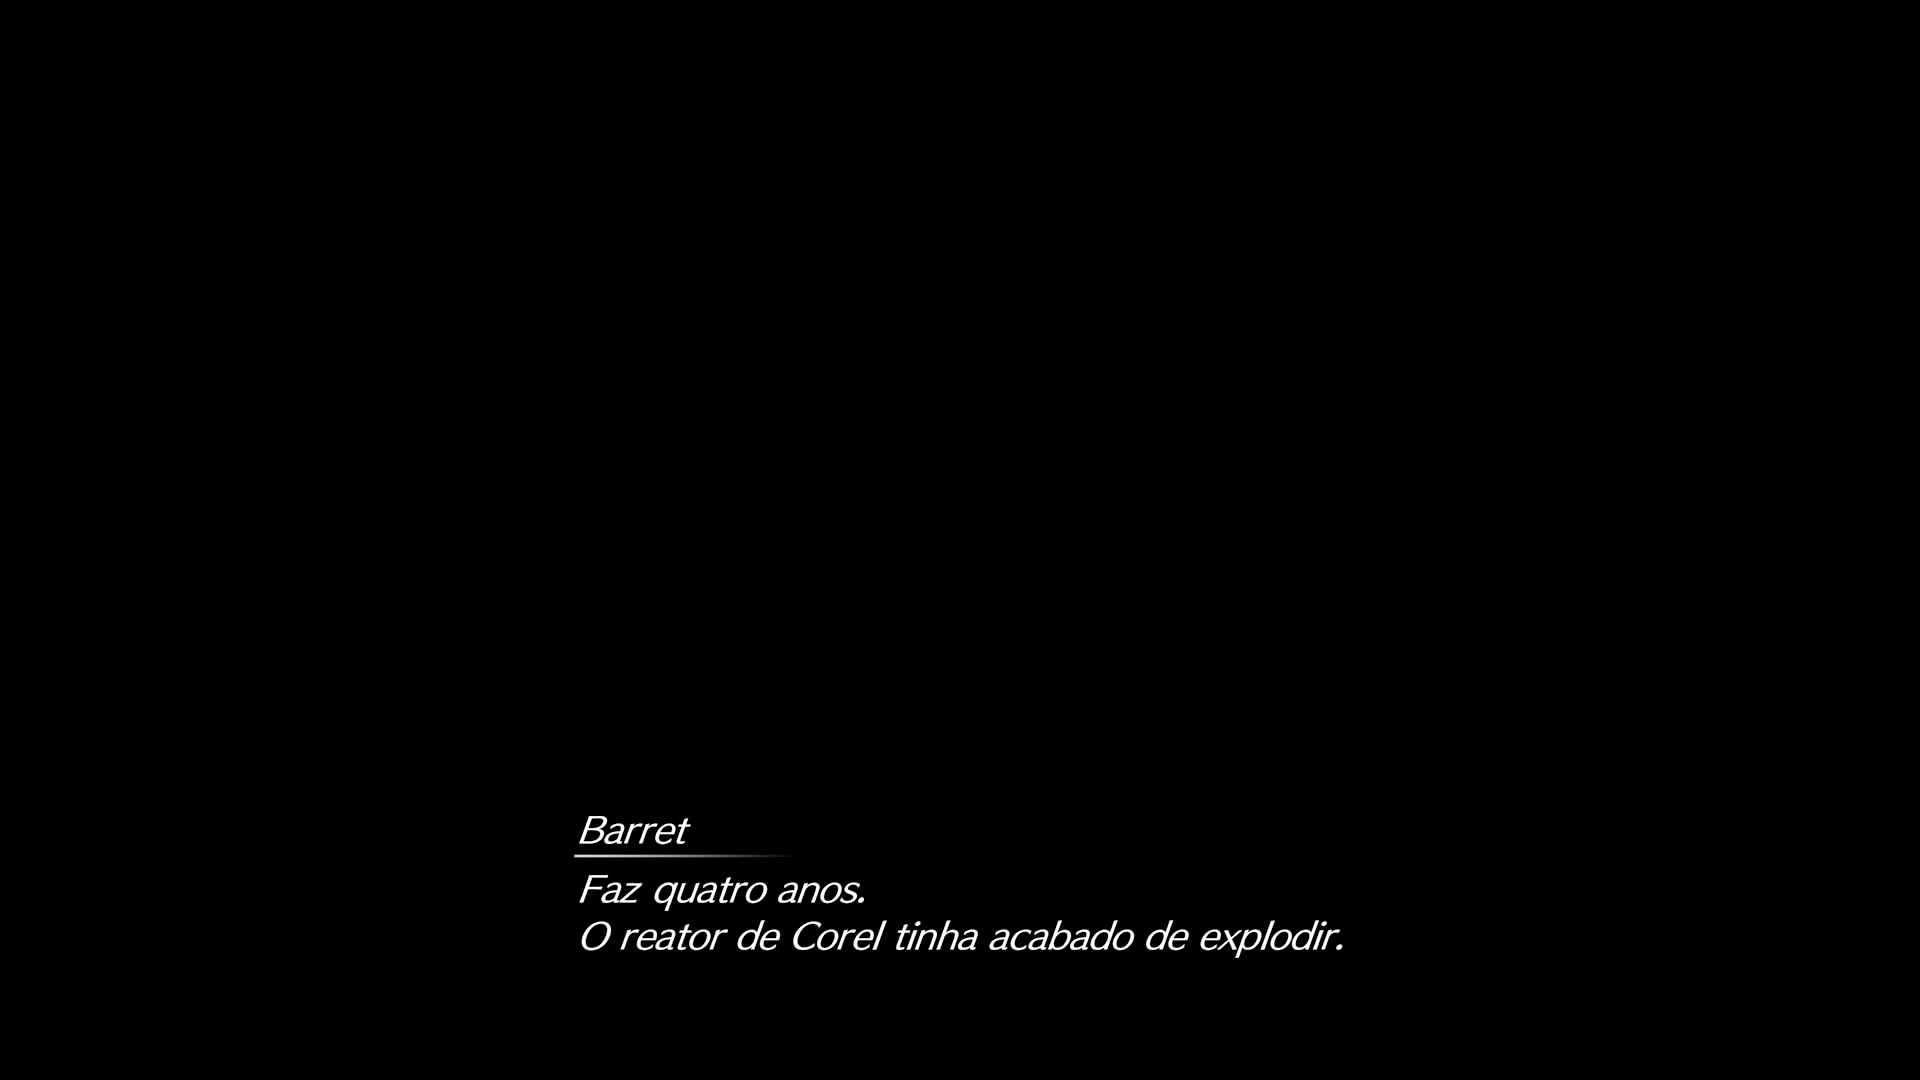 Barret
Faz quatro anos.
O reator de Corel tinha acabado de explodir.